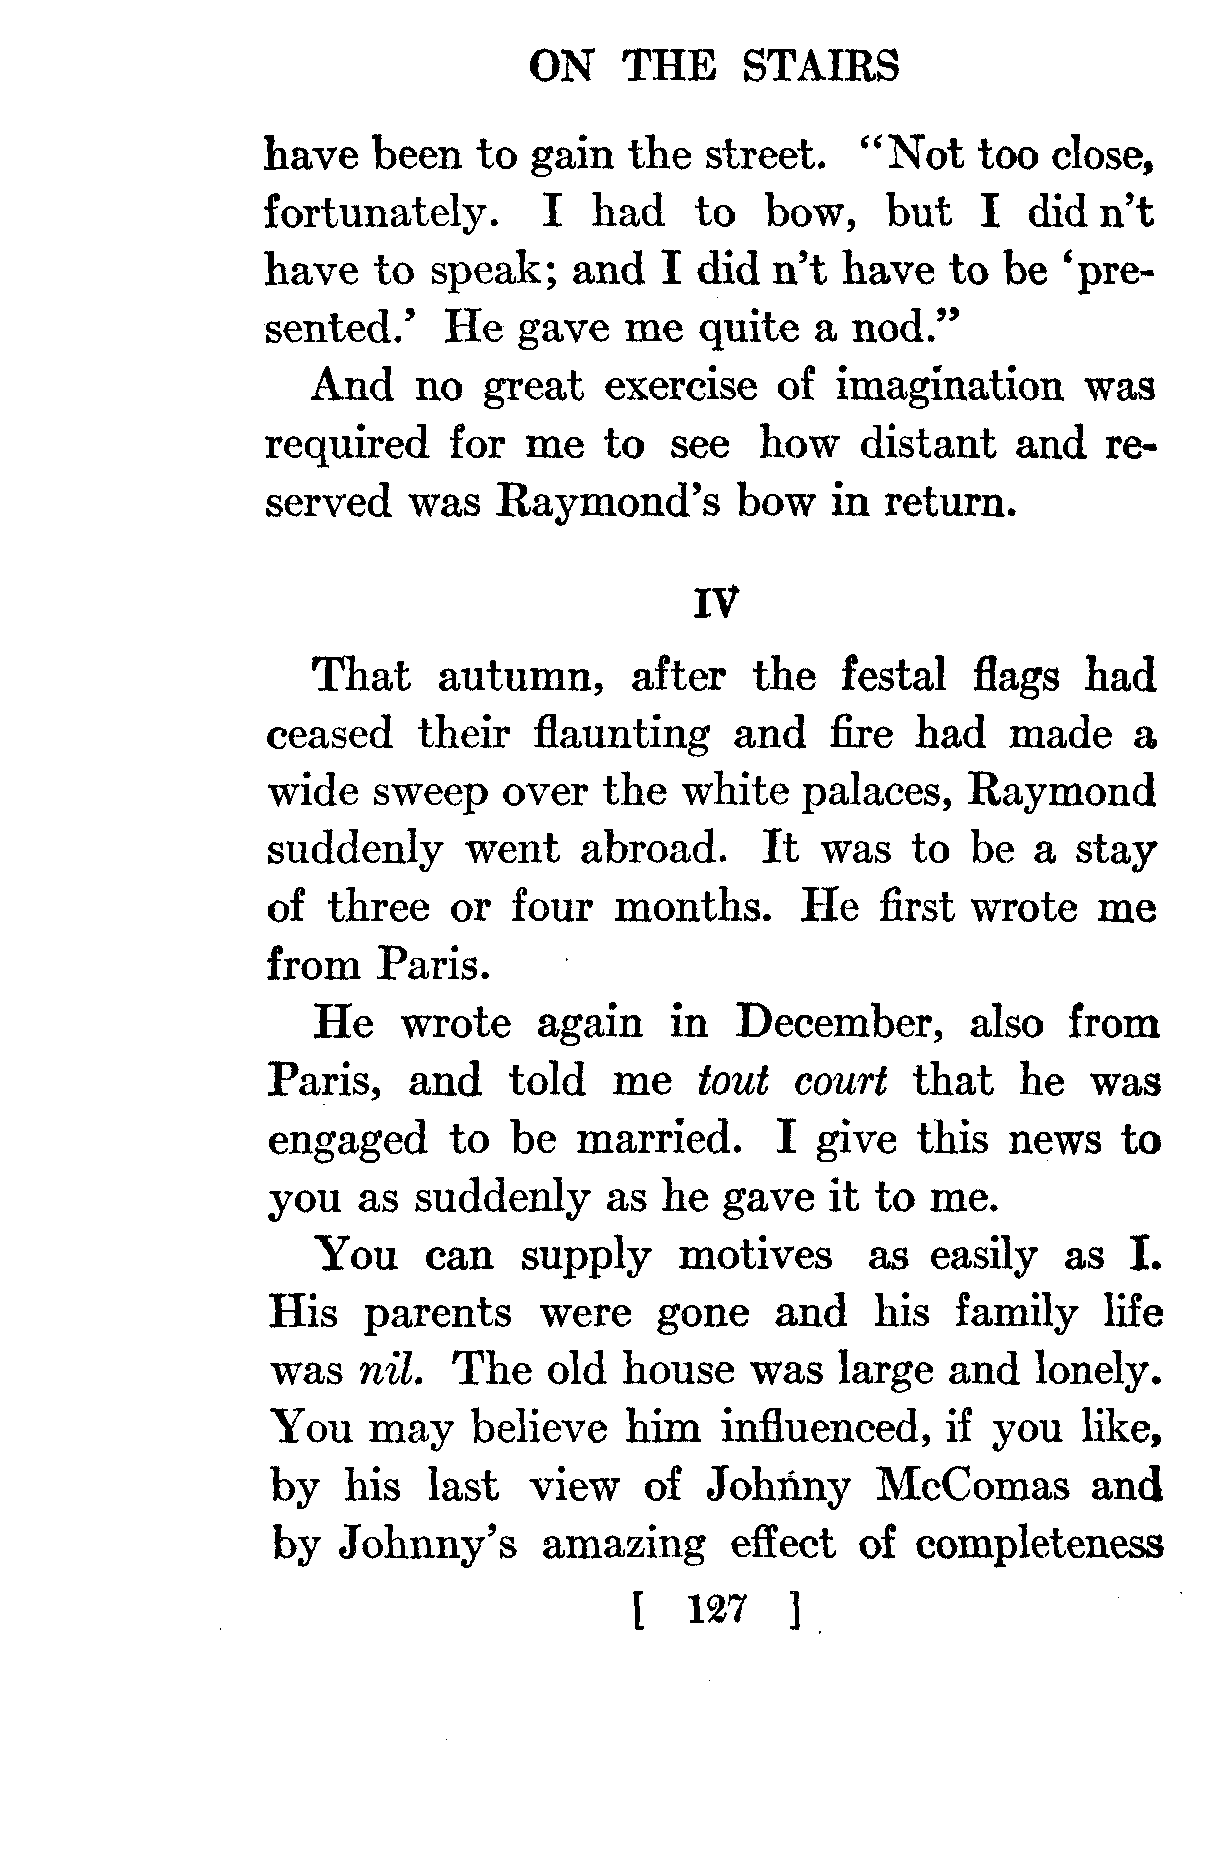 ON THE STAIRS
have been to gain the street. “Not too close,
fortunately. I had to bow, but I did n’t
have to speak; and I did n’t have to be ‘pre-
sented.’ He gave me quite a nod.”
And no great exercise of imagination was
required for me to see how distant and re-
served was Raymond’s bow in return.
IV
That autumn, after the festal flags had
ceased their flaunting and fire had made a
wide sweep over the white palaces, Raymond
suddenly went abroad. It was to be a stay
of three or four months. He first wrote me
from Paris.
He wrote again in December, also from
Paris, and told me tout court that he was
engaged to be married. I give this news to
you as suddenly as he gave it to me.
You can supply motives as easily as I.
His parents were gone and his family life
was nil. The old house was large and lonely.
You may believe him influenced, if you like,
by his last view of Johnny McComas and
by Johnny’s amazing effect of completeness
[ 127 ]